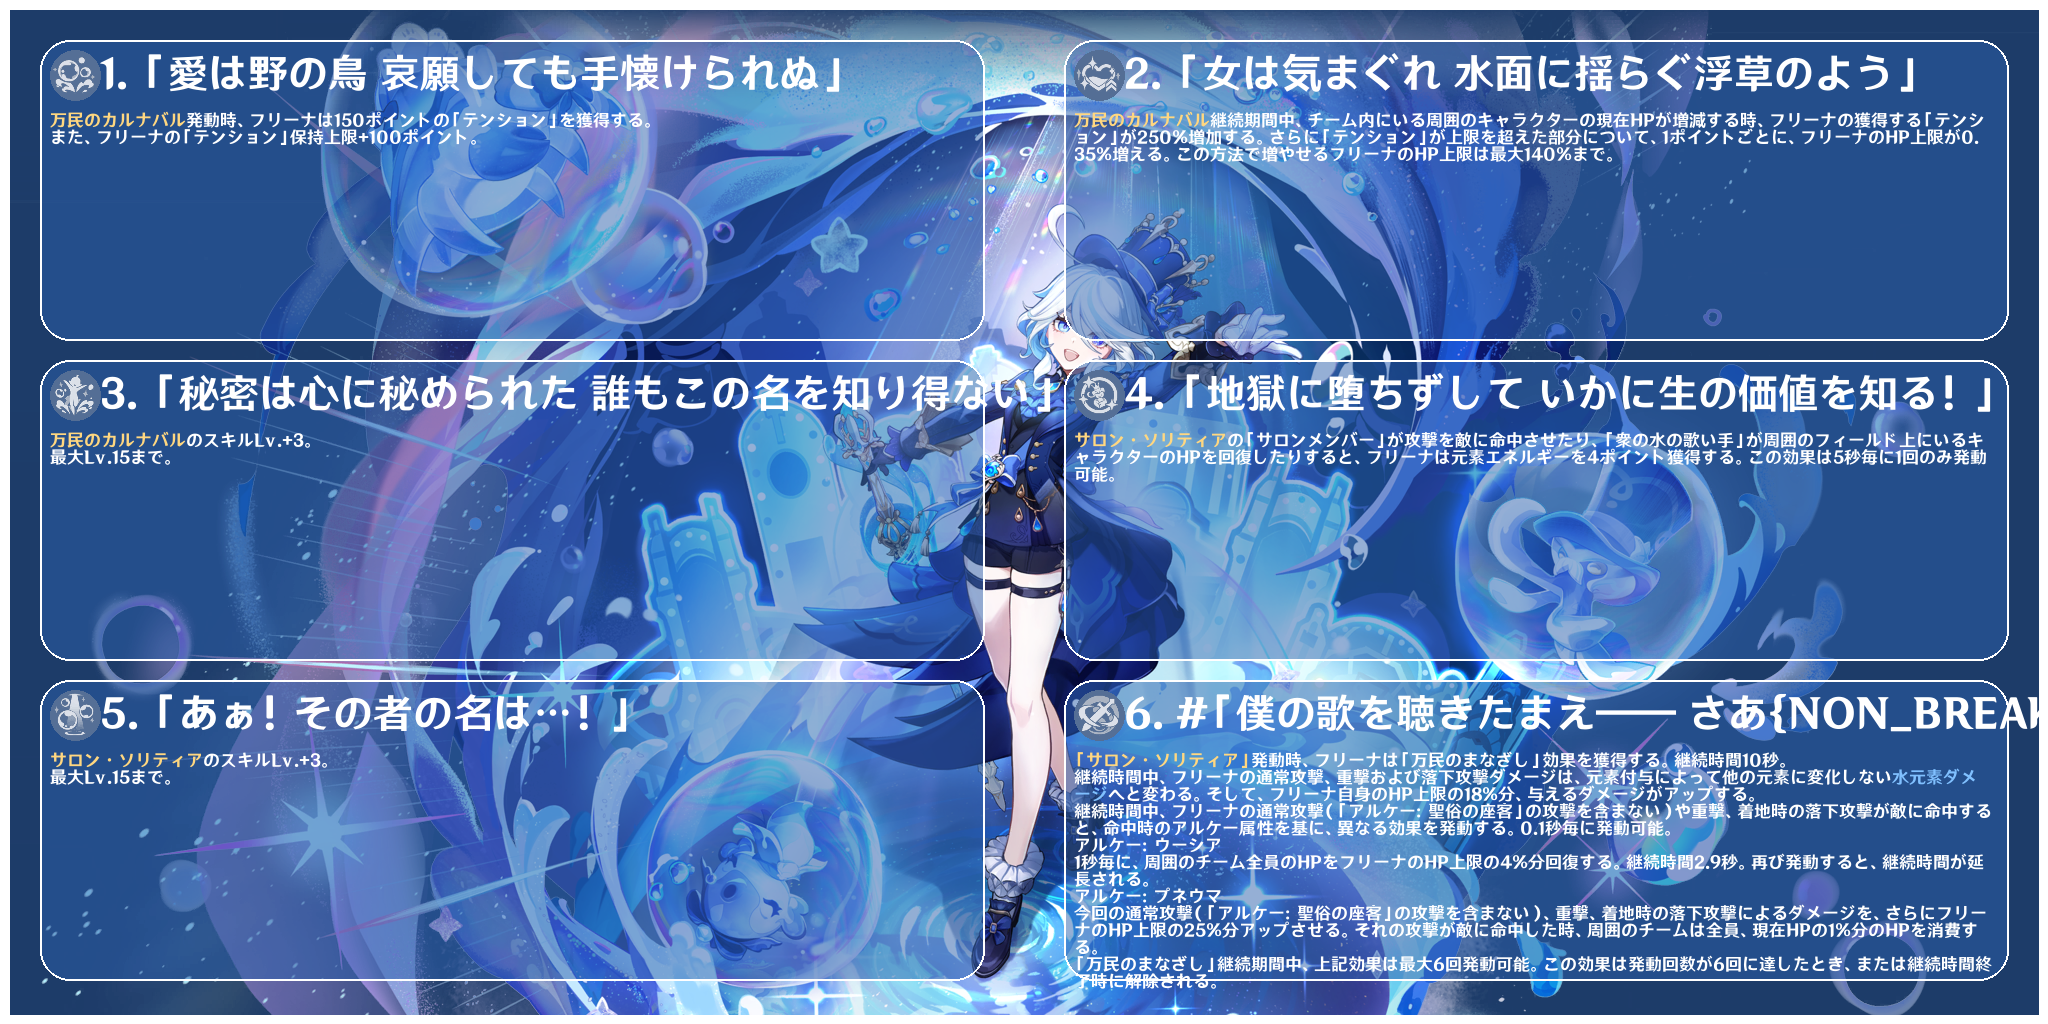 1.「愛は野の鳥 哀願しても手懐けられぬ」
万民のカルナバル発動時、フリーナは150ポイントの「テンション」を獲得する。
また、フリーナの「テンション」保持上限+100ポイント。
2.「女は気まぐれ 水面に揺らぐ浮草のよう」
万民のカルナバル継続期間中、チーム内にいる周囲のキャラクターの現在HPが増減する時、フリーナの獲得する「テンシ
ョン」が250%増加する。さらに「テンション」が上限を超えた部分について、1ポイントごとに、フリーナのHP上限が0.
35%増える。この方法で増やせるフリーナのHP上限は最大140%まで。
3.「秘密は心に秘められた 誰もこの名を知り得ない」
万民のカルナバルのスキルLv.+3。
最大Lv.15まで。
4.「地獄に堕ちずして いかに生の価値を知る!」
サロン・ソリティアの「サロンメンバー」が攻撃を敵に命中させたり、「衆の水の歌い手」が周囲のフィールド上にいるキ
ャラクターのHPを回復したりすると、フリーナは元素エネルギーを4ポイント獲得する。この効果は5秒毎に1回のみ発動
可能。
5.「あぁ!その者の名は…!」
サロン・ソリティアのスキルLv.+3。
最大Lv.15まで。
6. #「僕の歌を聴きたまえ—— さあ{NON_BREAK
「サロン・ソリティア」発動時、フリーナは「万民のまなざし」効果を獲得する。継続時間10秒。
継続時間中、フリーナの通常攻撃、重撃および落下攻撃ダメージは、元素付与によって他の元素に変化しない水元素ダメ
ージへと変わる。そして、フリーナ自身のHP上限の18%分、与えるダメージがアップする。
継続時間中、フリーナの通常攻撃(「アルケー: 聖俗の座客」の攻撃を含まない)や重撃、着地時の落下攻撃が敵に命中する
と、命中時のアルケー属性を基に、異なる効果を発動する。0.1秒毎に発動可能。
アルケー: ウーシア
1秒毎に、周囲のチーム全員のHPをフリーナのHP上限の4%分回復する。継続時間2.9秒。再び発動すると、継続時間が延
長される。
アルケー: プネウマ
今回の通常攻撃(「アルケー: 聖俗の座客」の攻撃を含まない)、重撃、着地時の落下攻撃によるダメージを、さらにフリー
ナのHP上限の25%分アップさせる。それの攻撃が敵に命中した時、周囲のチームは全員、現在HPの1%分のHPを消費す
る。
「万民のまなざし」継続期間中、上記効果は最大6回発動可能。この効果は発動回数が6回に達したとき、または継続時間終
了時に解除される。